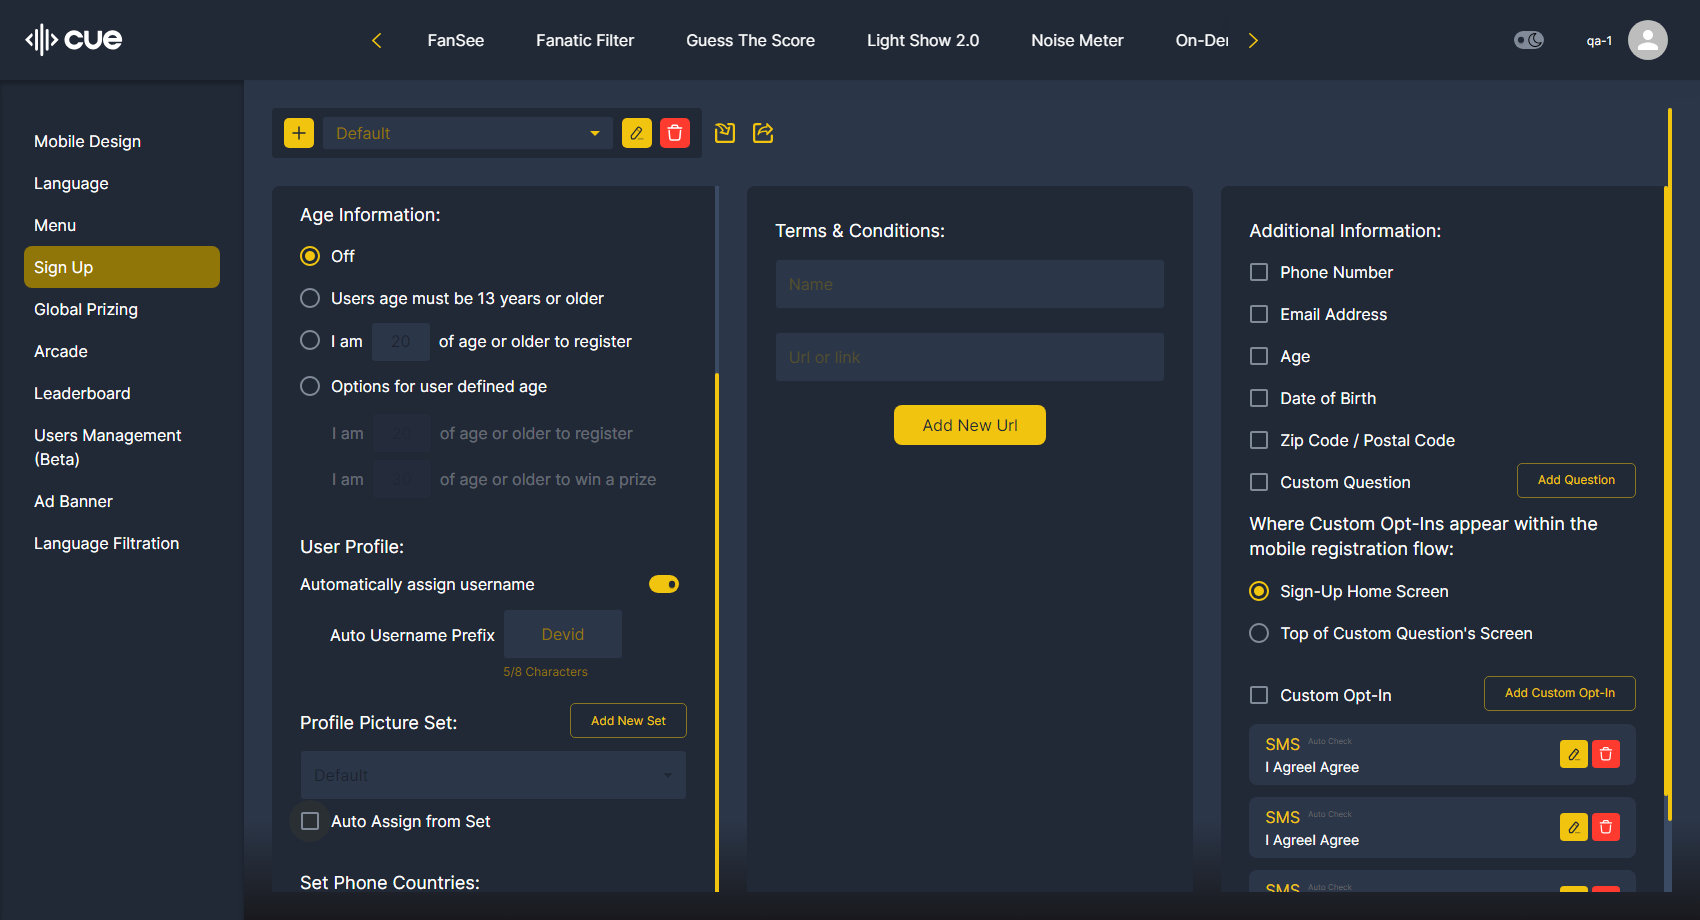 cue
FanSee
Fanatic Filter
Guess The Score
Light Show 2.0
Noise Meter
On-Der
qa-1
Mobile Design
Language
Menu
Sign Up
Global Prizing
Arcade
Leaderboard
Users Management
(Beta)
Ad Banner
Language Filtration
Default
Age Information:
Off
Users age must be 13 years or older
I am 20 of age or older to register
Options for user defined age
I am 20 of age or older to register
I am 30 of age or older to win a prize
User Profile:
Automatically assign username
Auto Username Prefix Devid
5/8 Characters
Profile Picture Set:
Add New Set
Default
Auto Assign from Set
Set Phone Countries:
Terms & Conditions:
Name
Url or link
Add New Url
Additional Information:
Phone Number
Email Address
Age
Date of Birth
Zip Code / Postal Code
Custom Question
Add Question
Where Custom Opt-Ins appear within the
mobile registration flow:
Sign-Up Home Screen
Top of Custom Question's Screen
Custom Opt-In
Add Custom Opt-In
SMS Auto Check
I AgreeI Agree
SMS Auto Check
I AgreeI Agree
SMS Auto Check